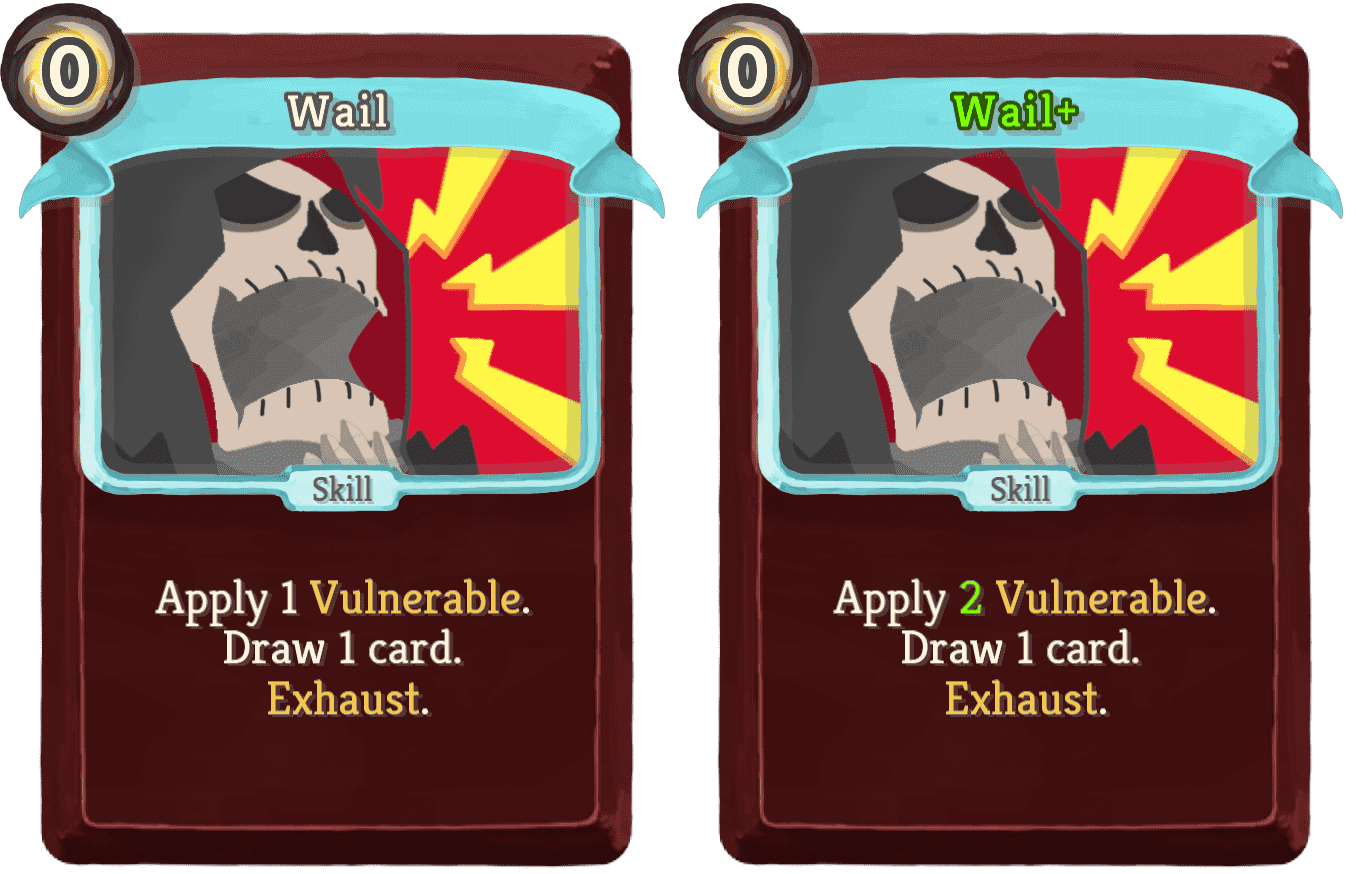 0
Wail
Skill
Apply 1 Vulnerable.
Draw 1 card.
Exhaust.
0
Wail+
Skill
Apply 2 Vulnerable.
Draw 1 card.
Exhaust.